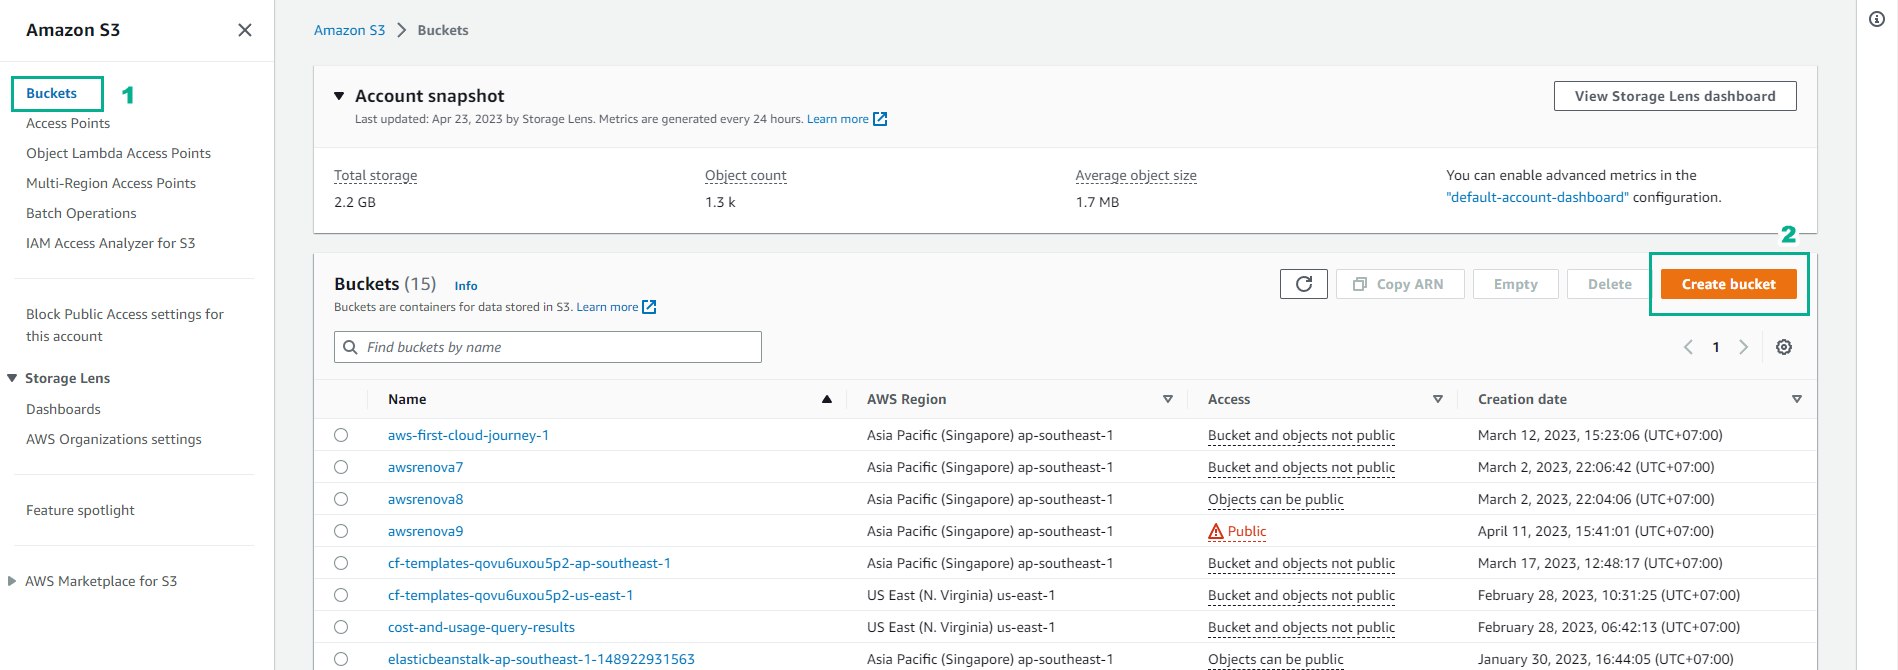 Amazon S3
Buckets
1
Access Points
Object Lambda Access Points
Multi-Region Access Points
Batch Operations
IAM Access Analyzer for S3
Block Public Access settings for
this account
Storage Lens
Dashboards
AWS Organizations settings
Feature spotlight
AWS Marketplace for S3
Amazon S3 Buckets
Account snapshot
View Storage Lens dashboard
Last updated: Apr 23, 2023 by Storage Lens. Metrics are generated every 24 hours. Learn more
Total storage
2.2 GB
Object count
1.3 k
Average object size
1.7 MB
You can enable advanced metrics in the
"default-account-dashboard" configuration.
2
Buckets (15) Info
Buckets are containers for data stored in S3. Learn more
Copy ARN Empty Delete Create bucket
Find buckets by name
1
Name AWS Region Access Creation date
aws-first-cloud-journey-1 Asia Pacific (Singapore) ap-southeast-1 Bucket and objects not public March 12, 2023, 15:23:06 (UTC+07:00)
awsrenova7 Asia Pacific (Singapore) ap-southeast-1 Bucket and objects not public March 2, 2023, 22:06:42 (UTC+07:00)
awsrenova8 Asia Pacific (Singapore) ap-southeast-1 Objects can be public March 2, 2023, 22:04:06 (UTC+07:00)
awsrenova9 Asia Pacific (Singapore) ap-southeast-1 Public April 11, 2023, 15:41:01 (UTC+07:00)
cf-templates-qovu6uxou5p2-ap-southeast-1 Asia Pacific (Singapore) ap-southeast-1 Bucket and objects not public March 17, 2023, 12:48:17 (UTC+07:00)
cf-templates-qovu6uxou5p2-us-east-1 US East (N. Virginia) us-east-1 Bucket and objects not public February 28, 2023, 10:31:25 (UTC+07:00)
cost-and-usage-query-results US East (N. Virginia) us-east-1 Bucket and objects not public February 28, 2023, 06:42:13 (UTC+07:00)
elasticbeanstalk-ap-southeast-1-148922931563 Asia Pacific (Singapore) ap-southeast-1 Objects can be public January 30, 2023, 16:44:05 (UTC+07:00)